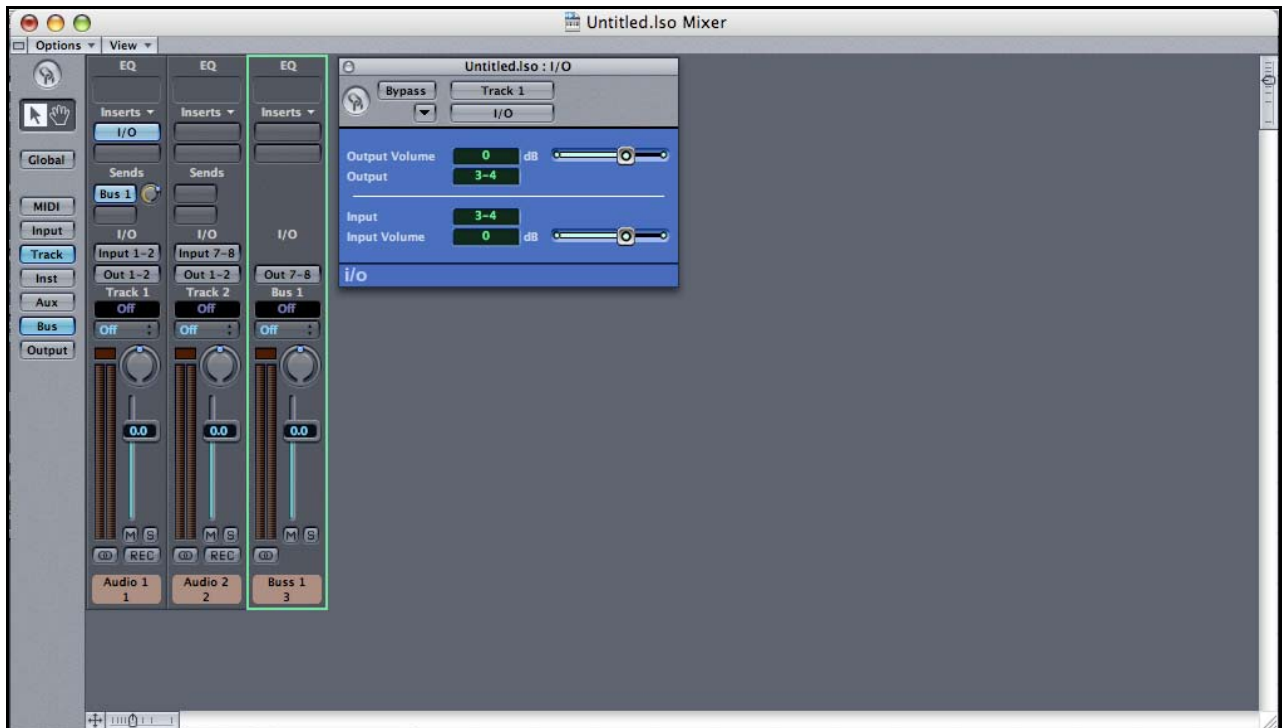 Untitled.lso Mixer
Options View
EQ EQ EQ
Inserts Inserts Inserts
I/O
Sends Sends
Bus 1
I/O I/O I/O
Input 1-2 Input 7-8
Out 1-2 Out 1-2 Out 7-8
Track 1 Track 2 Bus 1
Off Off Off
Off Off Off
0.0 0.0 0.0
M S M S M S
REC REC
Audio 1 Audio 2 Buss 1
1 2 3
Global
MIDI
Input
Track
Inst
Aux
Bus
Output
Untitled.lso : I/O
Bypass Track 1
I/O
Output Volume 0 dB
Output 3-4
Input 3-4
Input Volume 0 dB
i/o